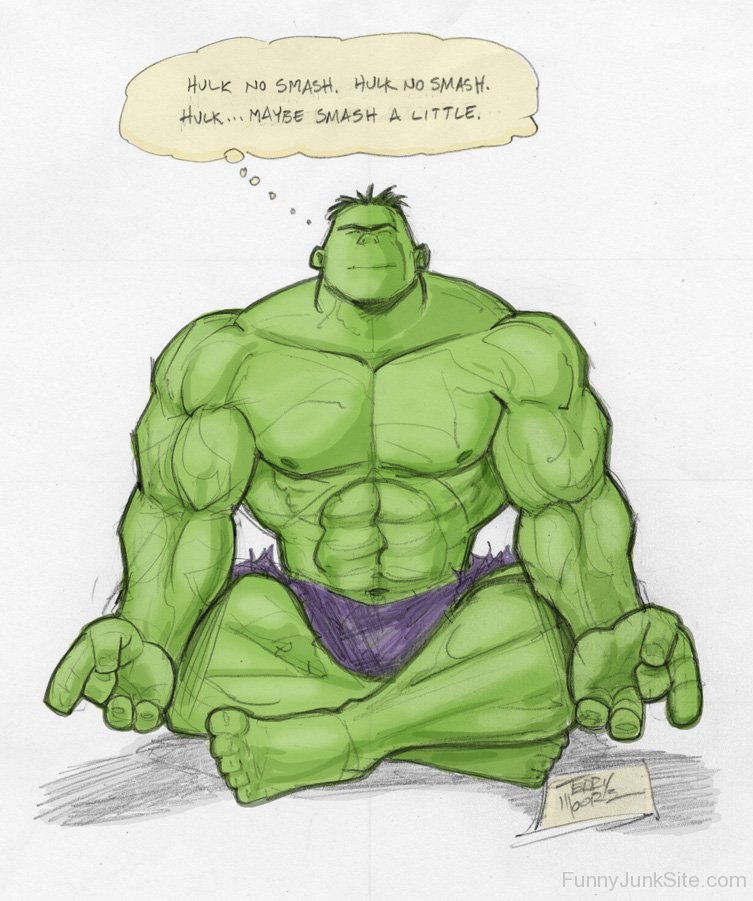 HULK NO SMASH. HULK NO SMASH.
HULK... MAYBE SMASH A LITTLE.
TERRY
MOORE
FunnyJunkSite.com